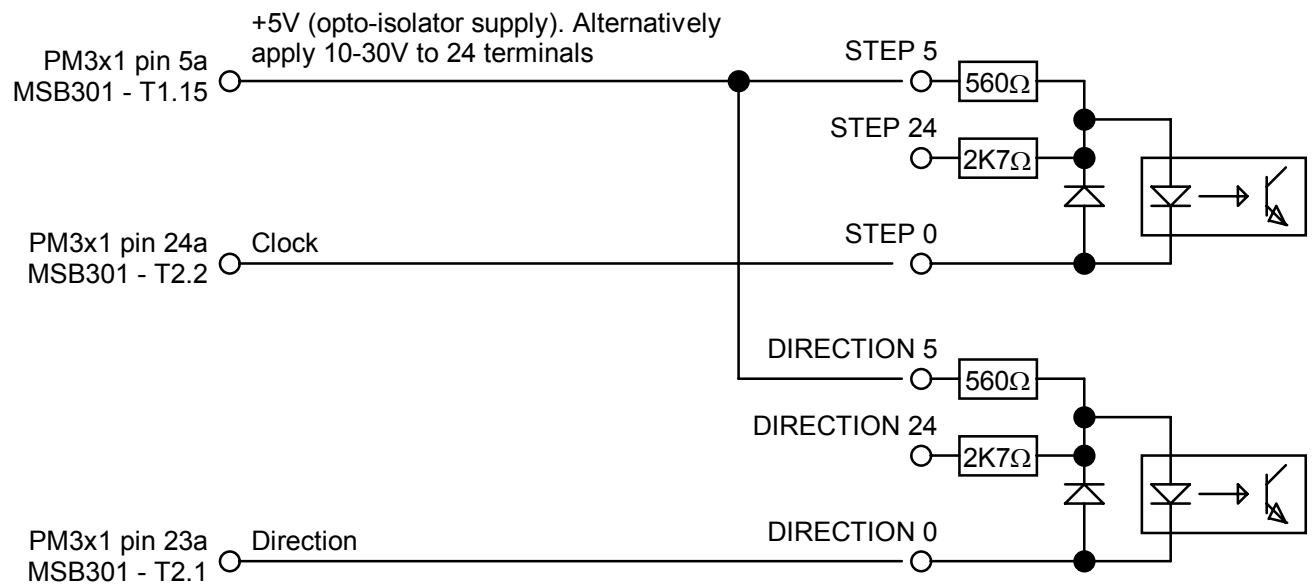 +5V (opto-isolator supply). Alternatively
apply 10-30V to 24 terminals
PM3x1 pin 5a
MSB301 - T1.15
STEP 5
560Ω
STEP 24
2K7Ω
PM3x1 pin 24a
MSB301 - T2.2
Clock
STEP 0
DIRECTION 5
560Ω
DIRECTION 24
2K7Ω
PM3x1 pin 23a
MSB301 - T2.1
Direction
DIRECTION 0